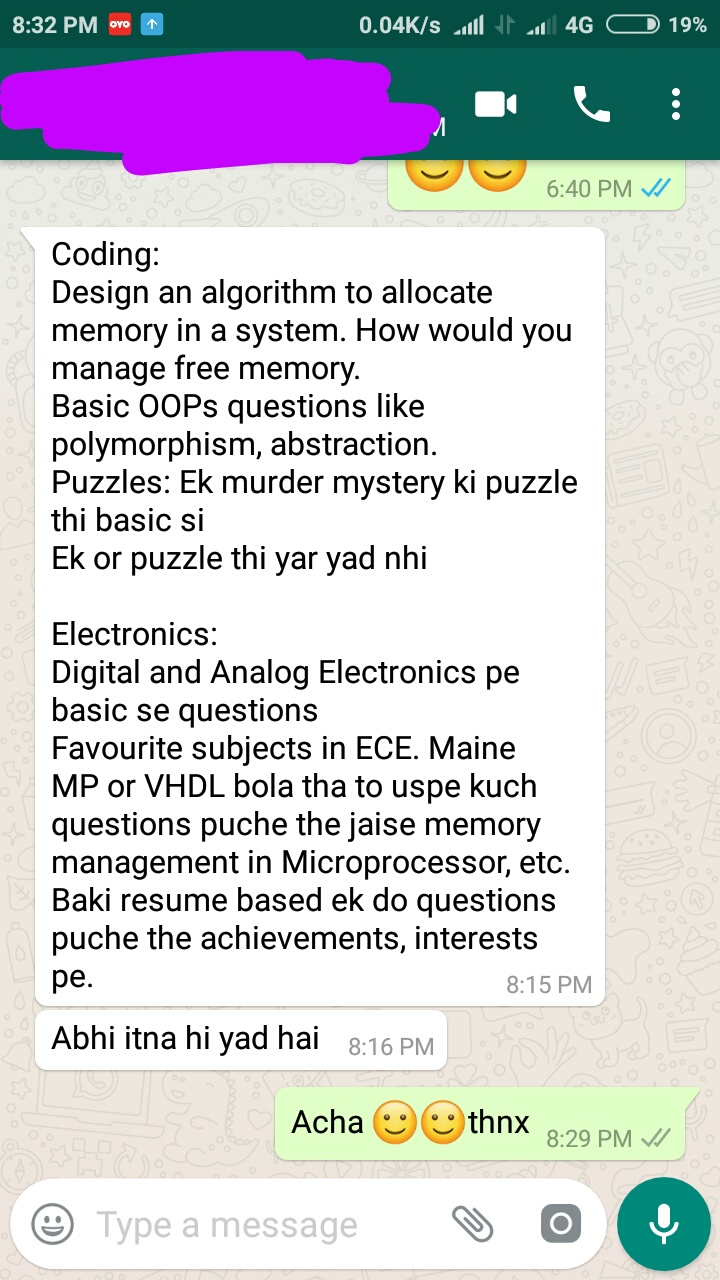 8:32 PM OYO 0.04K/s 4G 19%
M
6:40 PM
Coding:
Design an algorithm to allocate
memory in a system. How would you
manage free memory.
Basic OOPs questions like
polymorphism, abstraction.
Puzzles: Ek murder mystery ki puzzle
thi basic si
Ek or puzzle thi yar yad nhi
Electronics:
Digital and Analog Electronics pe
basic se questions
Favourite subjects in ECE. Maine
MP or VHDL bola tha to uspe kuch
questions puche the jaise memory
management in Microprocessor, etc.
Baki resume based ek do questions
puche the achievements, interests
pe.
8:15 PM
Abhi itna hi yad hai 8:16 PM
Acha 🙂🙂thnx 8:29 PM
Type a message